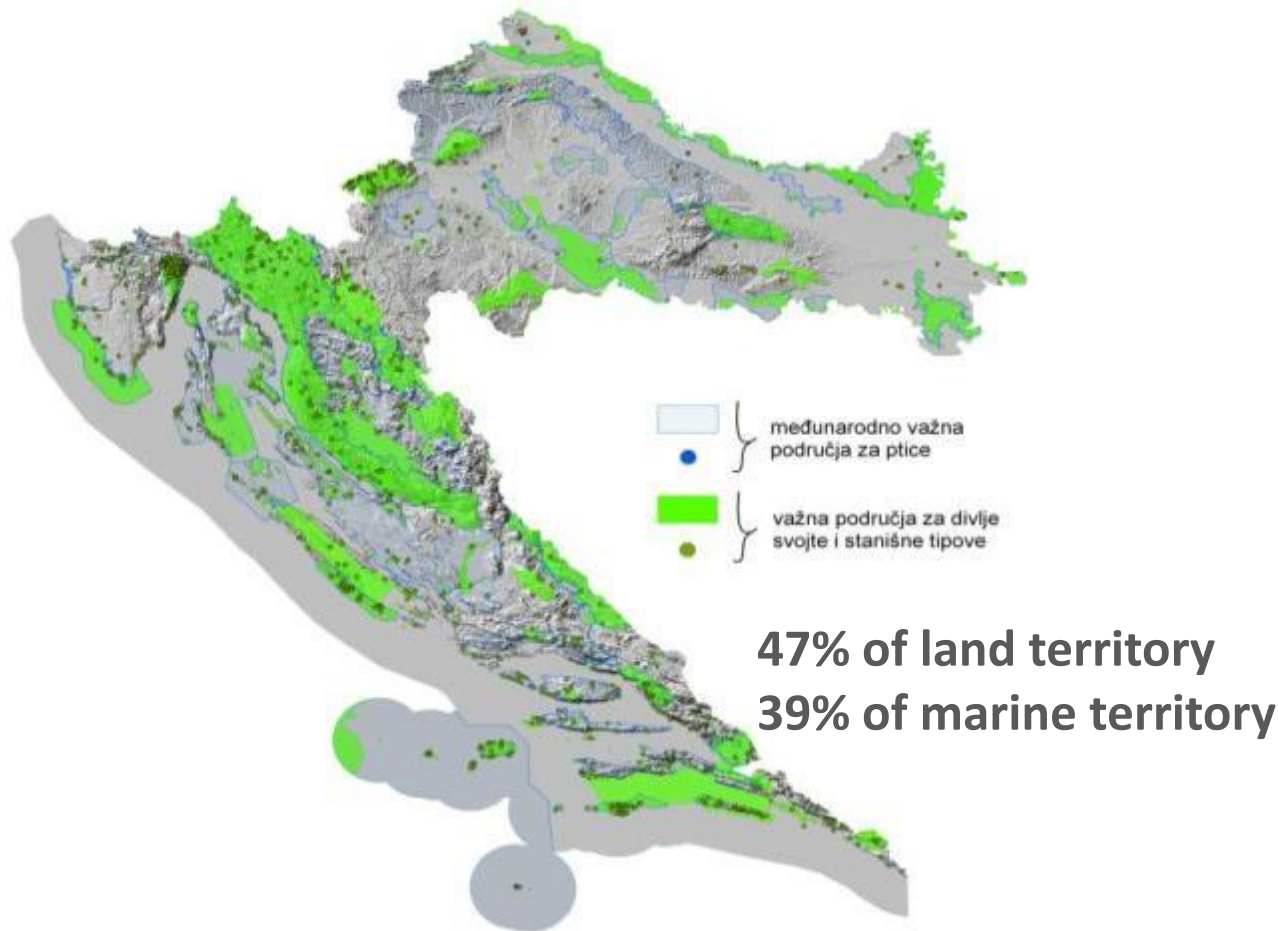 međunarodno važna
područja za ptice
važna područja za divlje
svojte i stanišne tipove
47% of land territory
39% of marine territory